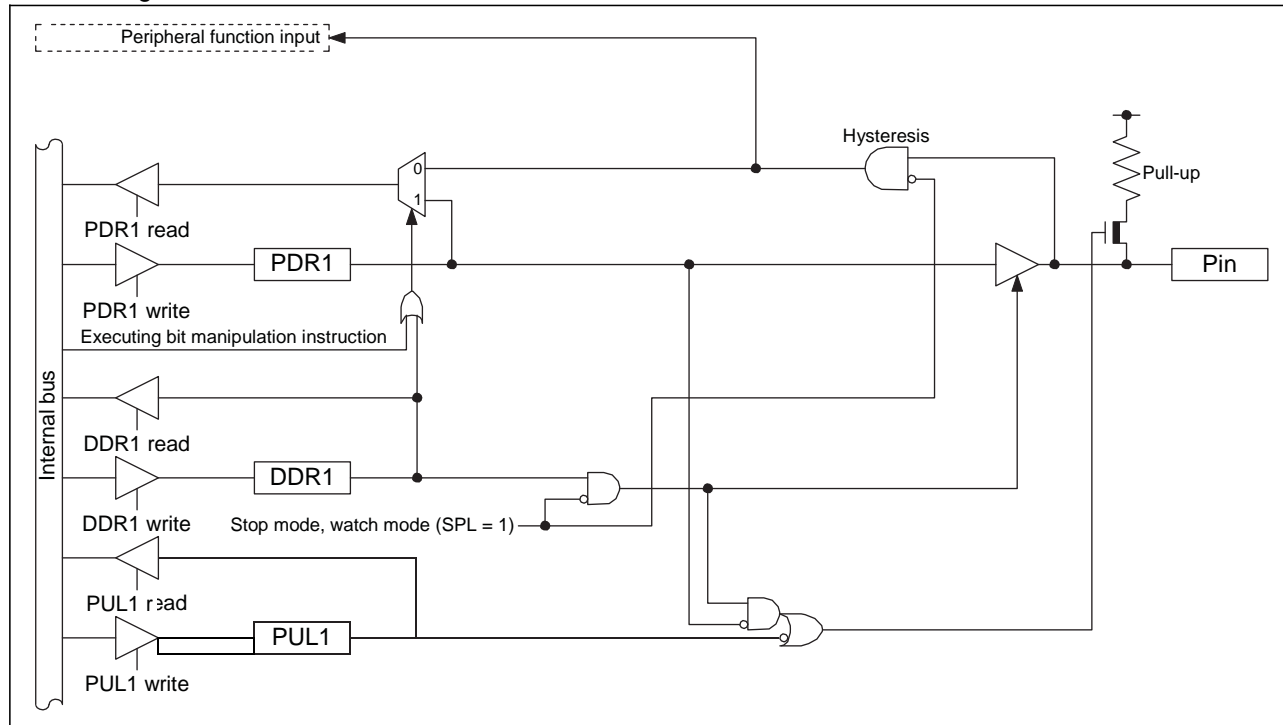 Peripheral function input
Hysteresis
0
Pull-up
1
PDR1 read
PDR1
Pin
PDR1 write
Executing bit manipulation instruction
Internal bus
DDR1 read
DDR1
DDR1 write
Stop mode, watch mode (SPL = 1)
PUL1 read
PUL1
PUL1 write